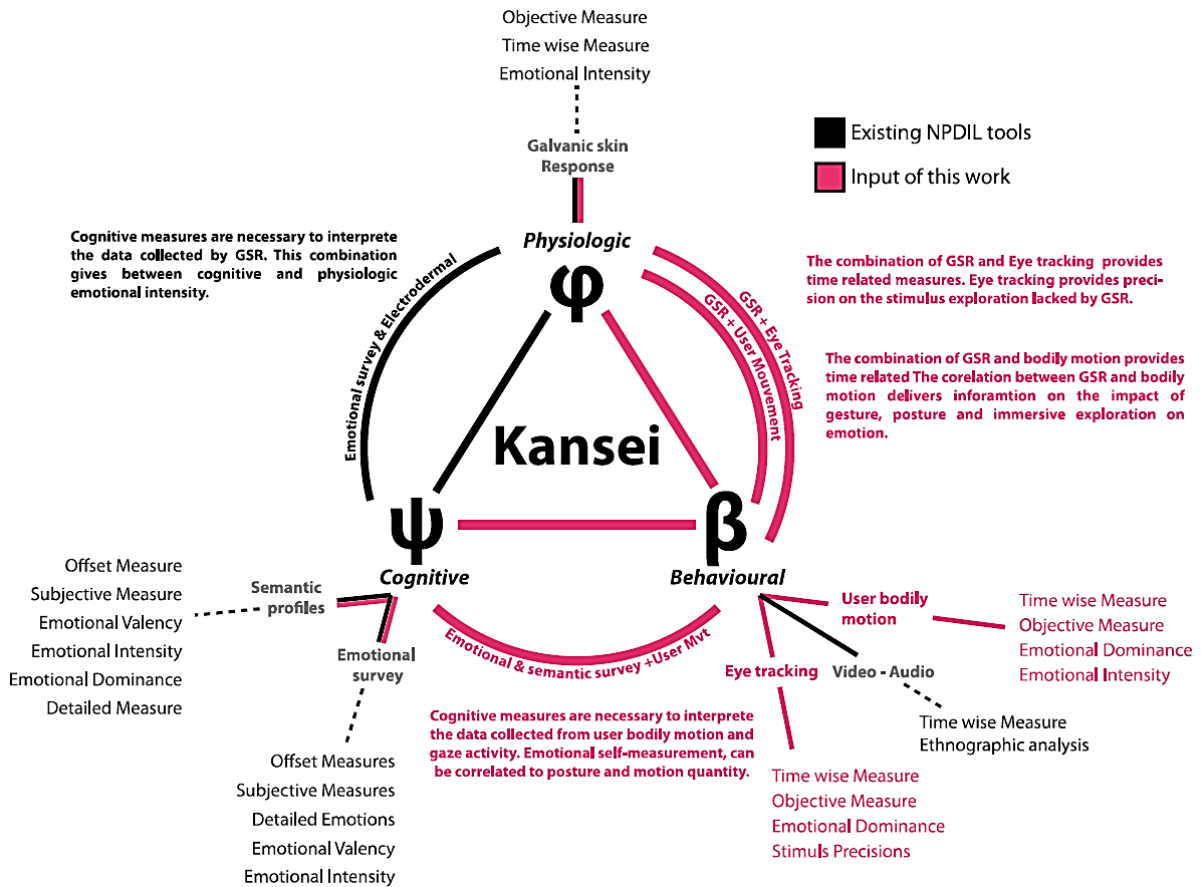 Objective Measure
Time wise Measure
Emotional Intensity
Galvanic skin
Response
Existing NPDIL tools
Input of this work
Physiologic
φ
Cognitive measures are necessary to interprete
the data collected by GSR. This combination
gives between cognitive and physiologic
emotional intensity.
Emotional survey & Electrodermal
GSR + Eye Tracking
GSR + User Mouvement
The combination of GSR and Eye tracking provides
time related measures. Eye tracking provides preci-
sion on the stimulus exploration lacked by GSR.
The combination of GSR and bodily motion provides
time related The corelation between GSR and bodily
motion delivers inforamtion on the impact of
gesture, posture and immersive exploration on
emotion.
Kansei
ψ
Cognitive
β
Behavioural
Offset Measure
Subjective Measure
Emotional Valency
Emotional Intensity
Emotional Dominance
Detailed Measure
Semantic
profiles
Emotional
survey
Offset Measures
Subjective Measures
Detailed Emotions
Emotional Valency
Emotional Intensity
Emotional & semantic survey +User Mvt
Cognitive measures are necessary to interprete
the data collected from user bodily motion and
gaze activity. Emotional self-measurement, can
be correlated to posture and motion quantity.
User bodily
motion
Time wise Measure
Objective Measure
Emotional Dominance
Emotional Intensity
Video - Audio
Time wise Measure
Ethnographic analysis
Eye tracking
Time wise Measure
Objective Measure
Emotional Dominance
Stimuls Precisions